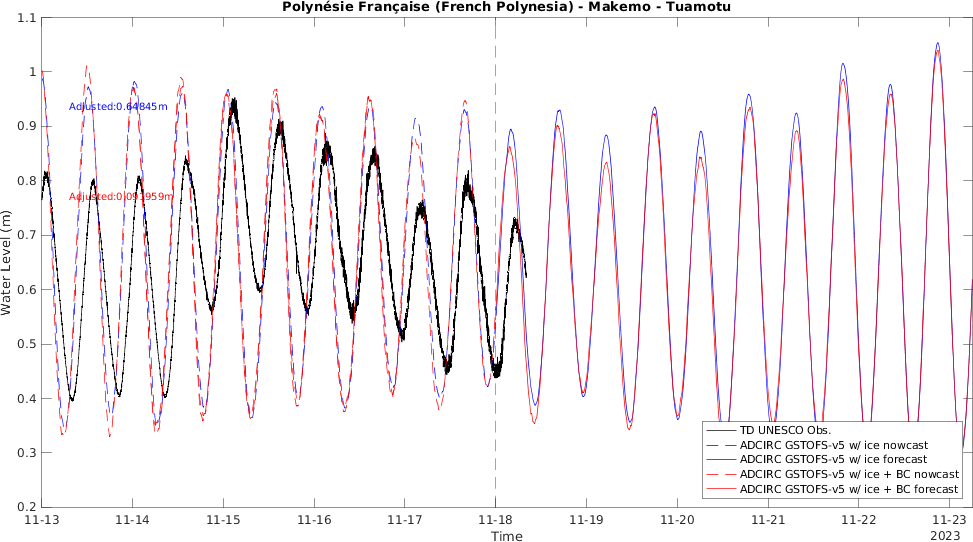 Polynésie Française (French Polynesia) - Makemo - Tuamotu
1.1
1
0.9
0.8
0.7
0.6
0.5
0.4
0.3
0.2
Water Level (m)
Adjusted:0.64845m
TD UNESCO Obs.
ADCIRC GSTOFS-v5 w/ ice nowcast
ADCIRC GSTOFS-v5 w/ ice forecast
ADCIRC GSTOFS-v5 w/ ice + BC nowcast
ADCIRC GSTOFS-v5 w/ ice + BC forecast
11-13
11-14
11-15
11-16
11-17
11-18
11-19
11-20
11-21
11-22
11-23
Time
2023